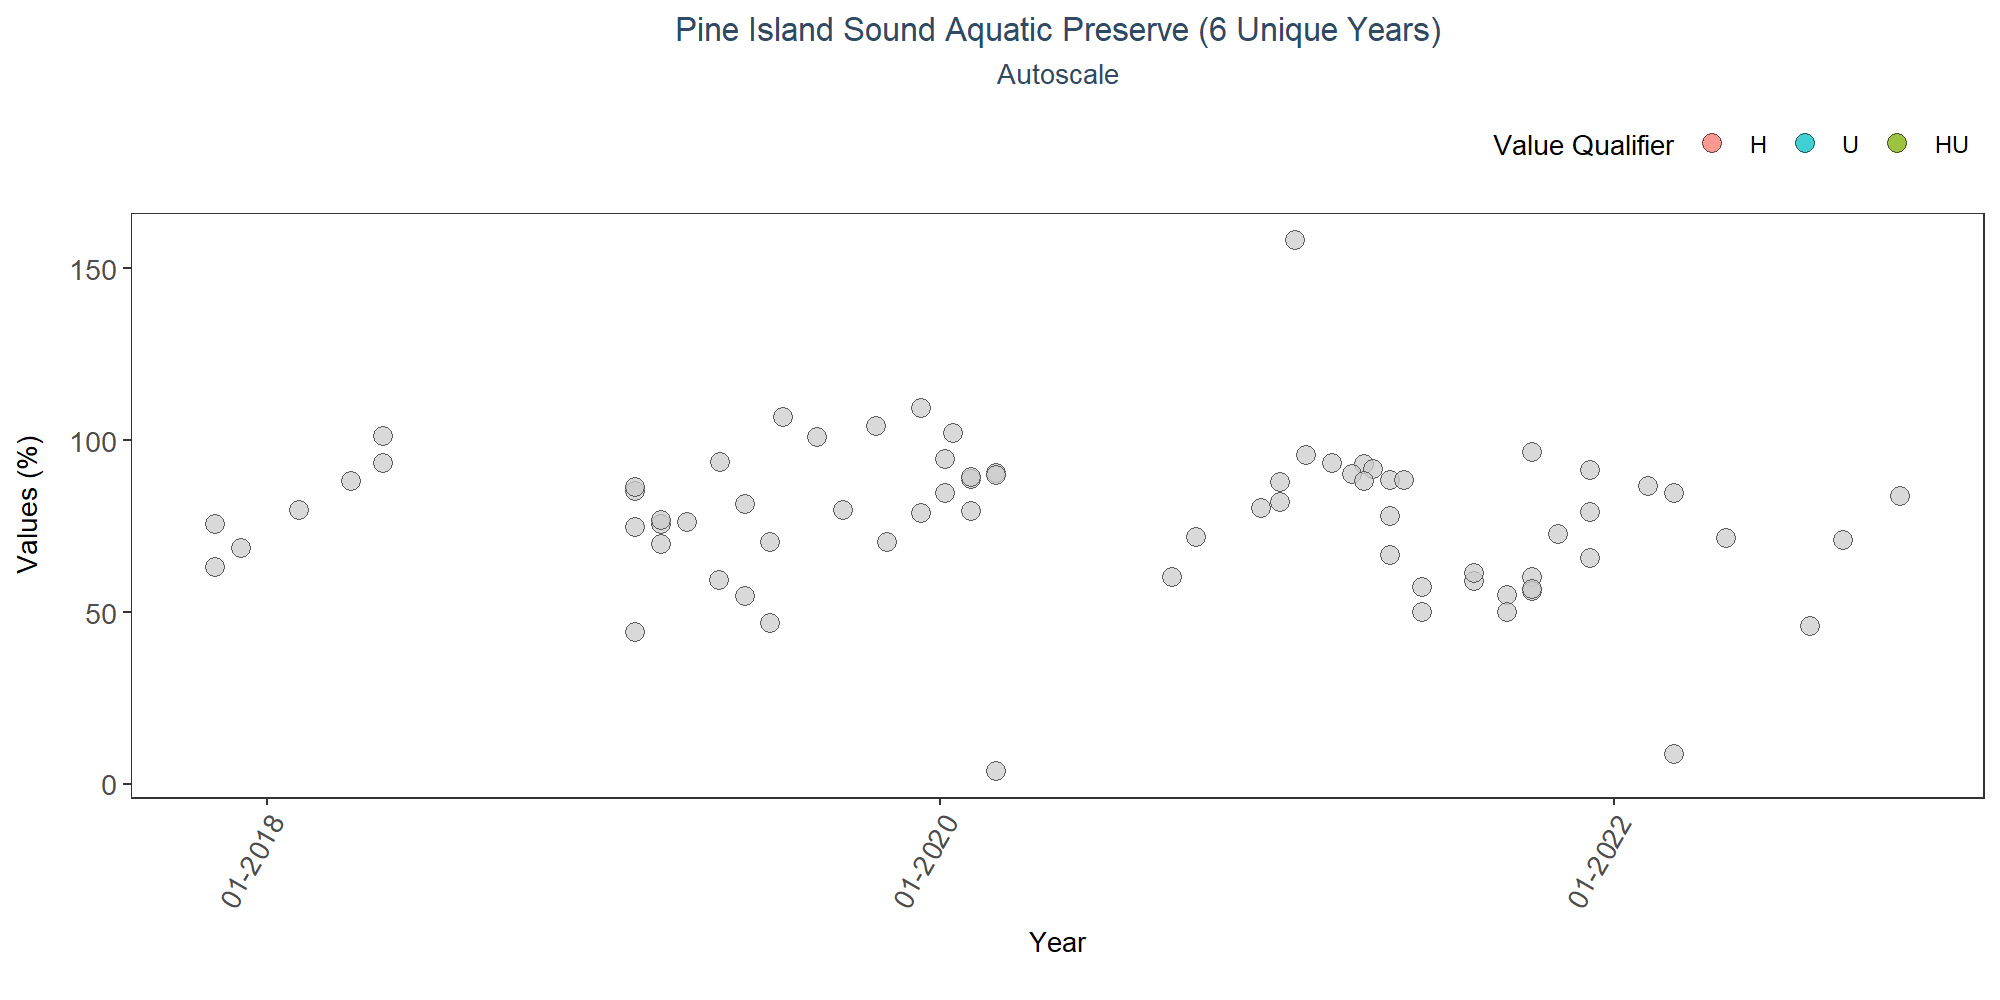 Pine Island Sound Aquatic Preserve (6 Unique Years)
Autoscale
Value Qualifier H U HU
Values (%)
150
100
50
0
01-2018 01-2020 01-2022
Year